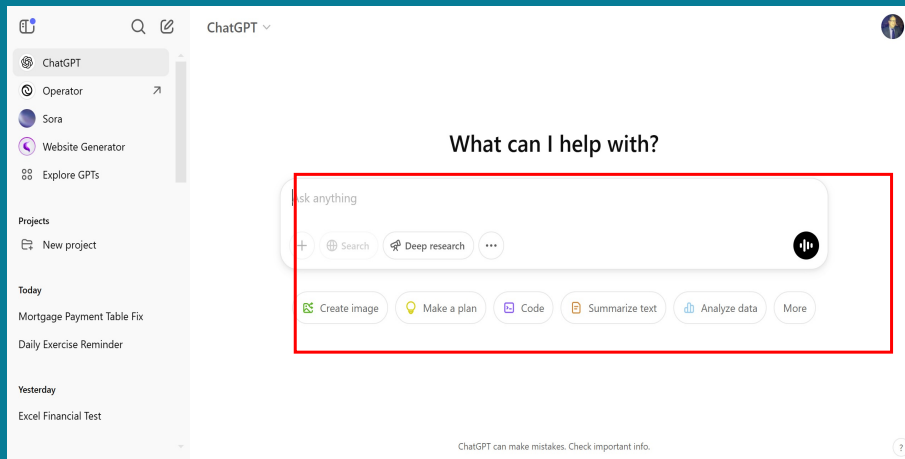 ChatGPT
Operator
Sora
Website Generator
Explore GPTs
Projects
New project
Today
Mortgage Payment Table Fix
Daily Exercise Reminder
Yesterday
Excel Financial Test
ChatGPT
What can I help with?
Ask anything
+ Search Deep research ...
Create image Make a plan Code Summarize text Analyze data More
ChatGPT can make mistakes. Check important info.
?